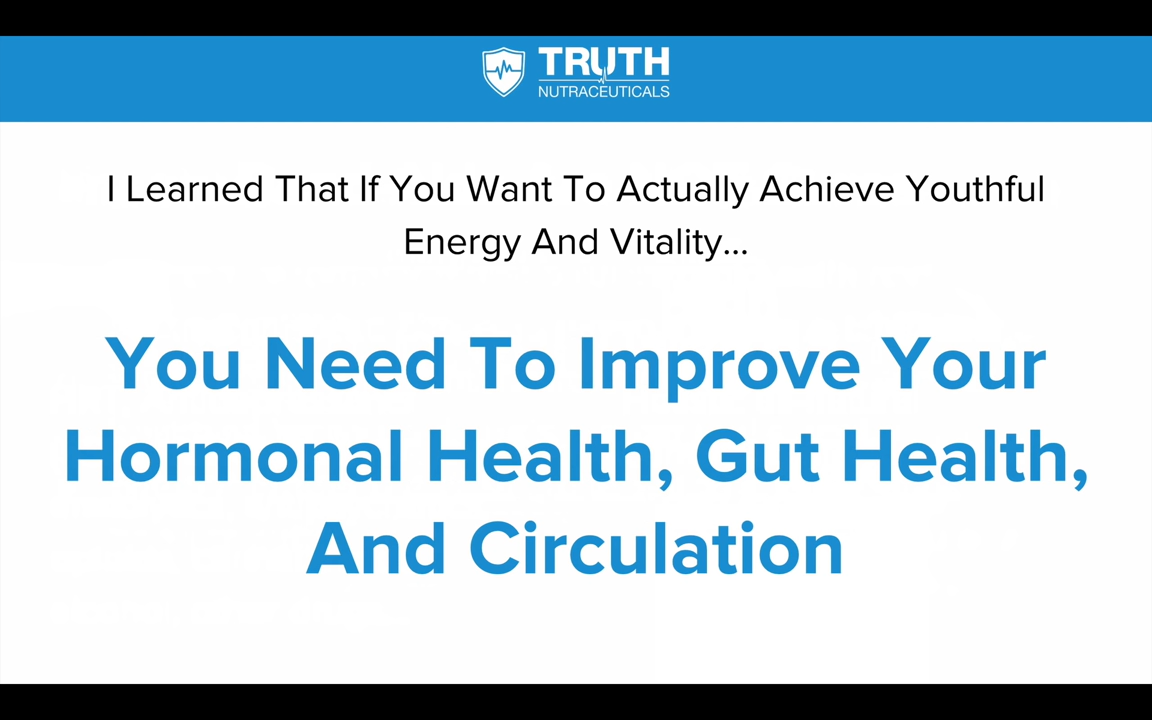 TRUTH
NUTRACEUTICALS
I Learned That If You Want To Actually Achieve Youthful
Energy And Vitality...
You Need To Improve Your
Hormonal Health, Gut Health,
And Circulation